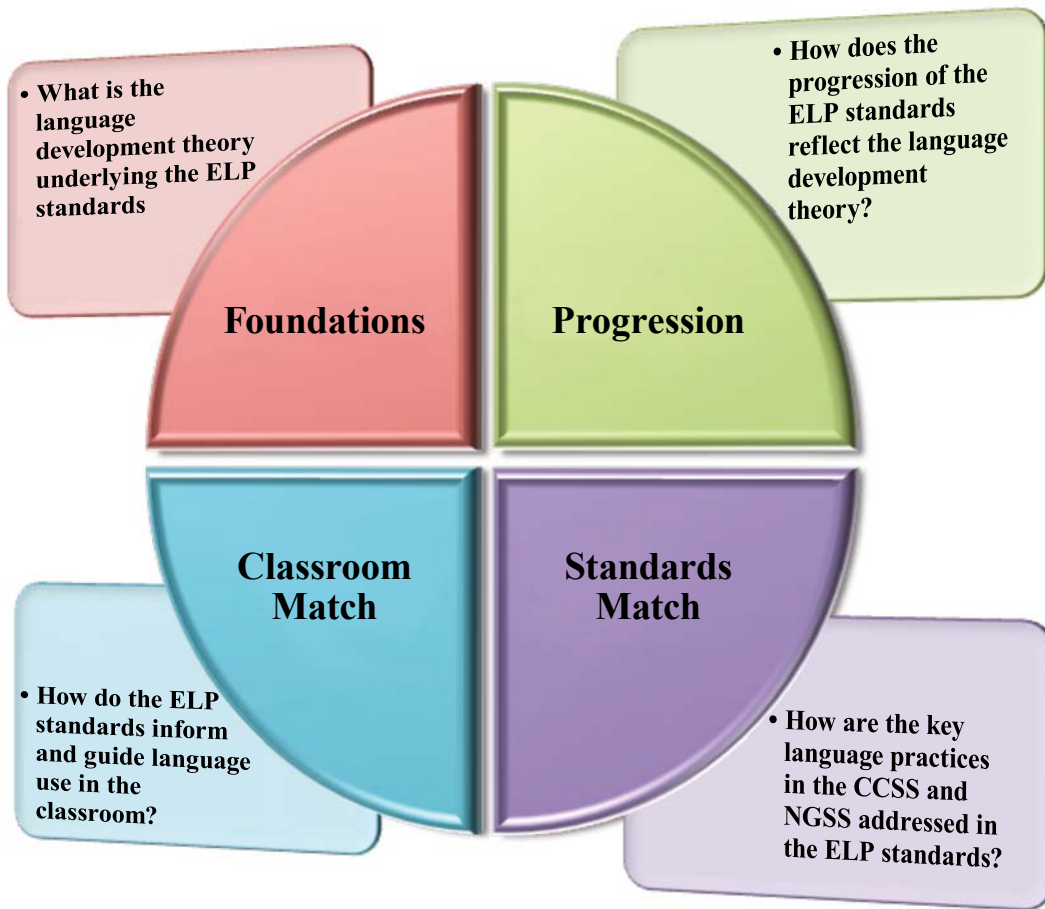 • What is the
language
development theory
underlying the ELP
standards
• How does the
progression of the
ELP standards
reflect the language
development
theory?
Foundations
Progression
Classroom
Match
Standards
Match
• How do the ELP
standards inform
and guide language
use in the
classroom?
• How are the key
language practices
in the CCSS and
NGSS addressed in
the ELP standards?